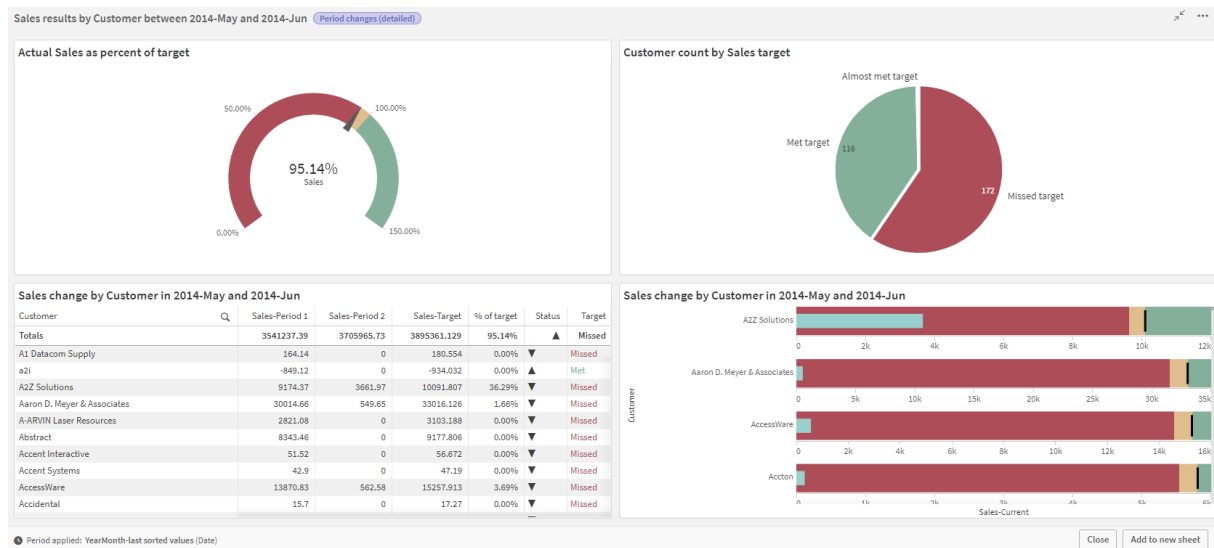 Sales results by Customer between 2014-May and 2014-Jun Period changes (detailed)
Actual Sales as percent of target
50.00%
100.00%
95.14%
Sales
0.00%
150.00%
Customer count by Sales target
Almost met target
Met target
116
172
Missed target
Sales change by Customer in 2014-May and 2014-Jun
Customer Sales-Period 1 Sales-Period 2 Sales-Target % of target Status Target
Totals 3541237.39 3705965.73 3895361.129 95.14% ▲ Missed
A1 Datacom Supply 164.14 0 180.554 0.00% ▼ Missed
a2i -849.12 0 -934.032 0.00% ▲ Met
A2Z Solutions 9174.37 3661.97 10091.807 36.29% ▼ Missed
Aaron D. Meyer & Associates 30014.66 549.65 33016.126 1.66% ▼ Missed
A-ARVIN Laser Resources 2821.08 0 3103.188 0.00% ▼ Missed
Abstract 8343.46 0 9177.806 0.00% ▼ Missed
Accent Interactive 51.52 0 56.672 0.00% ▼ Missed
Accent Systems 42.9 0 47.19 0.00% ▼ Missed
AccessWare 13870.83 562.58 15257.913 3.69% ▼ Missed
Accidental 15.7 0 17.27 0.00% ▼ Missed
Sales change by Customer in 2014-May and 2014-Jun
Customer
A2Z Solutions
0 2k 4k 6k 8k 10k 12k
Aaron D. Meyer & Associates
0 5k 10k 15k 20k 25k 30k 35k
AccessWare
0 2k 4k 6k 8k 10k 12k 14k 16k
Accton
0 1k 2k 3k 4k 5k 6k
Sales-Current
Period applied: YearMonth-last sorted values (Date)
Close Add to new sheet